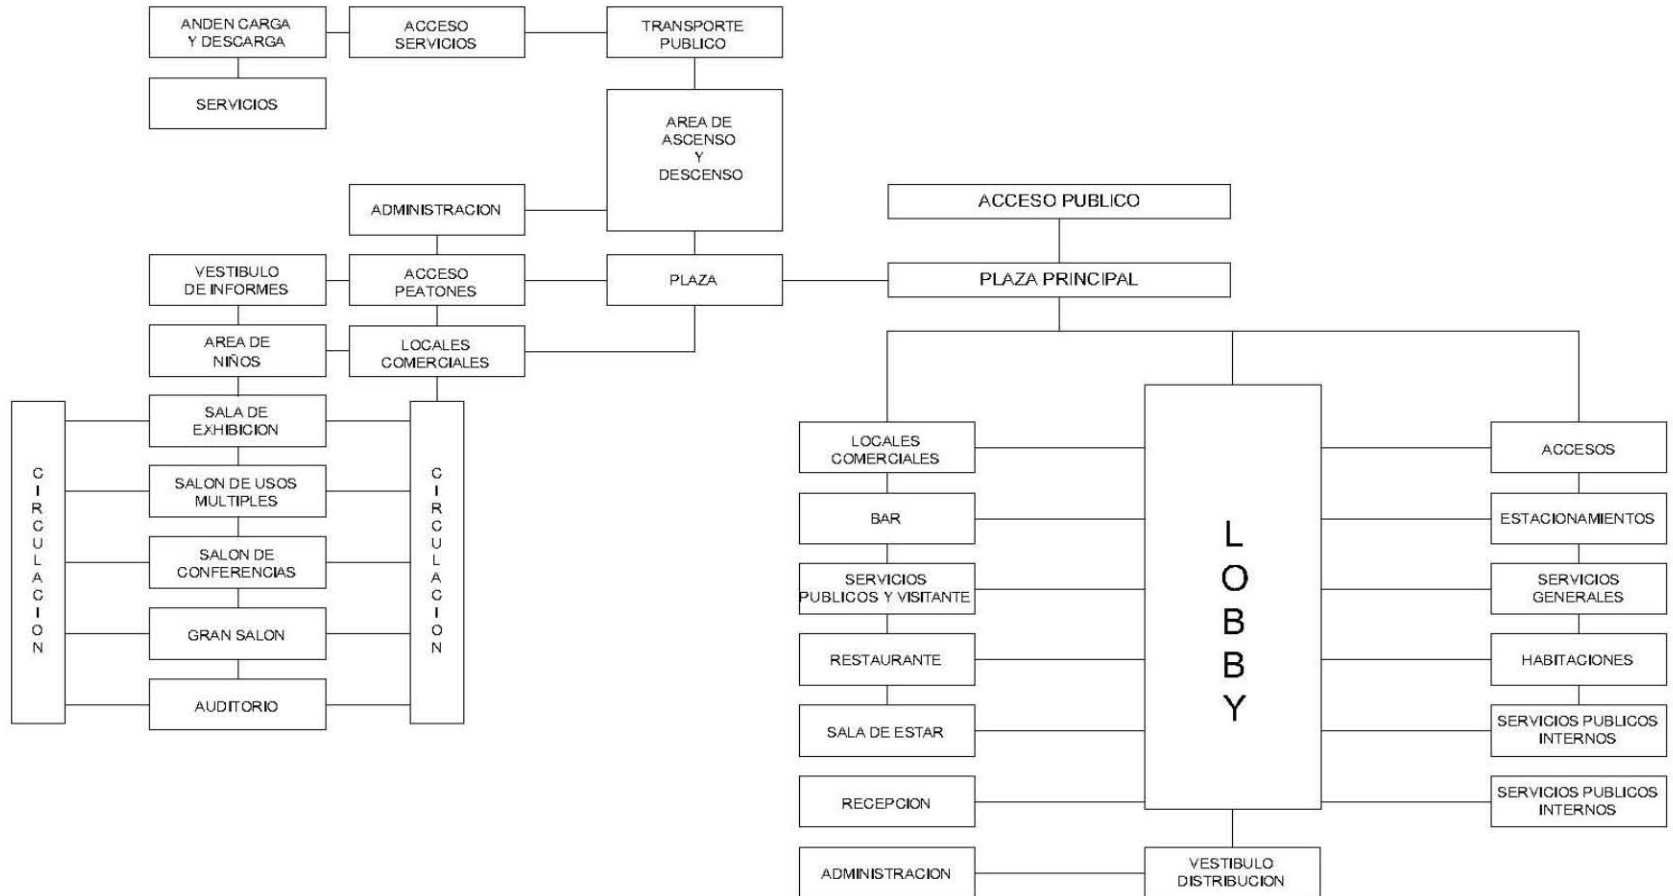 ANDEN CARGA
Y DESCARGA
ACCESO
SERVICIOS
TRANSPORTE
PUBLICO
SERVICIOS
AREA DE
ASCENSO
Y
DESCENSO
ADMINISTRACION
ACCESO PUBLICO
VESTIBULO
DE INFORMES
ACCESO
PEATONES
PLAZA
PLAZA PRINCIPAL
AREA DE
NIÑOS
LOCALES
COMERCIALES
CIRCULACION
SALA DE
EXHIBICION
SALON DE USOS
MULTIPLES
SALON DE
CONFERENCIAS
GRAN SALON
AUDITORIO
CIRCULACION
LOCALES
COMERCIALES
BAR
SERVICIOS
PUBLICOS Y VISITANTE
RESTAURANTE
SALA DE ESTAR
RECEPCION
ADMINISTRACION
LOBBY
VESTIBULO
DISTRIBUCION
ACCESOS
ESTACIONAMIENTOS
SERVICIOS
GENERALES
HABITACIONES
SERVICIOS PUBLICOS
INTERNOS
SERVICIOS PUBLICOS
INTERNOS